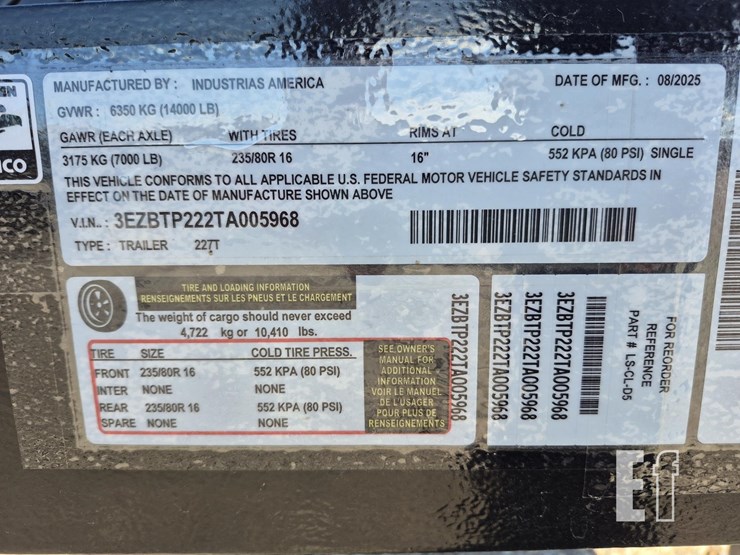 MANUFACTURED BY : INDUSTRIAS AMERICA DATE OF MFG. : 08/2025
GVWR : 6350 KG (14000 LB)
GAWR (EACH AXLE) WITH TIRES RIMS AT COLD
3175 KG (7000 LB) 235/80R 16 16" 552 KPA (80 PSI) SINGLE
THIS VEHICLE CONFORMS TO ALL APPLICABLE U.S. FEDERAL MOTOR VEHICLE SAFETY STANDARDS IN
EFFECT ON THE DATE OF MANUFACTURE SHOWN ABOVE
V.I.N.. : 3EZBTP222TA005968
TYPE : TRAILER 227T
TIRE AND LOADING INFORMATION
RENSEIGNEMENTS SUR LES PNEUS ET LE CHARGEMENT
The weight of cargo should never exceed
4,722 kg or 10,410 lbs.
TIRE SIZE COLD TIRE PRESS.
FRONT 235/80R 16 552 KPA (80 PSI)
INTER NONE NONE
REAR 235/80R 16 552 KPA (80 PSI)
SPARE NONE NONE
SEE OWNER'S
MANUAL FOR
ADDITIONAL
INFORMATION
VOIR LE MANUEL
DE L'USAGER
POUR PLUS DE
RENSEIGNEMENTS
3EZBTP222TA005968
3EZBTP222TA005968
3EZBTP222TA005968
3EZBTP222TA005968
FOR REORDER
REFERENCE
PART # LS-CL-05
Ef